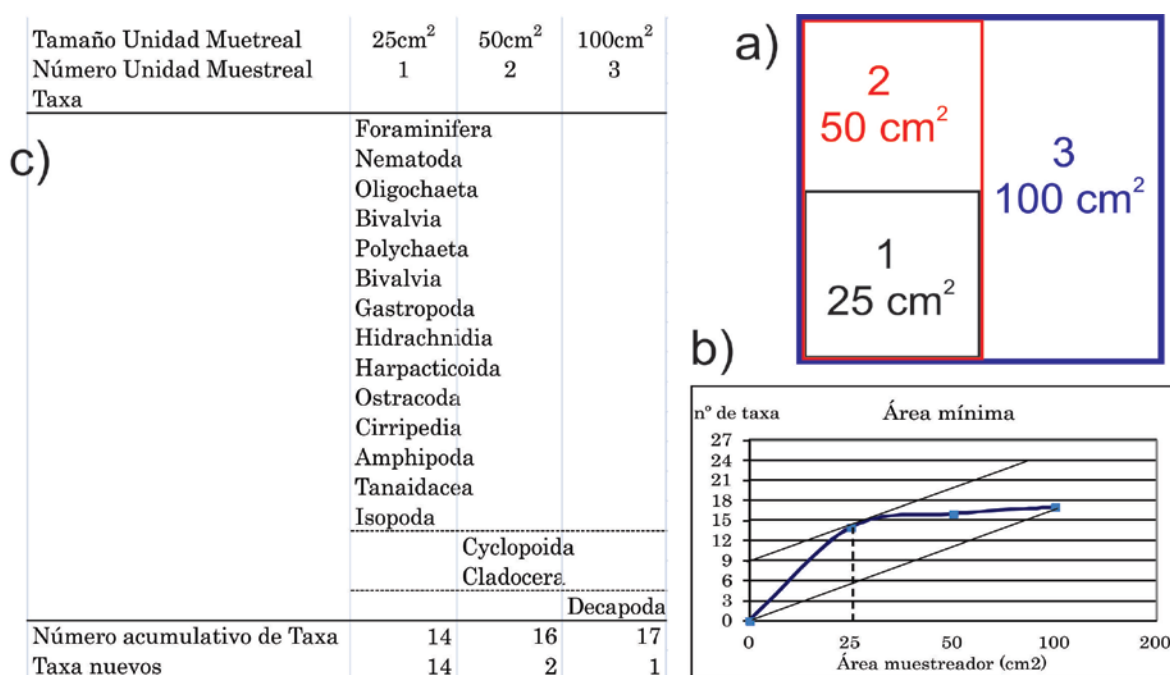 Tamaño Unidad Muetreal 25cm² 50cm² 100cm²
Número Unidad Muestreal 1 2 3
Taxa
c)
Foraminifera
Nematoda
Oligochaeta
Bivalvia
Polychaeta
Bivalvia
Gastropoda
Hidrachnidia
Harpacticoida
Ostracoda
Cirripedia
Amphipoda
Tanaidacea
Isopoda
Cyclopoida
Cladocera
Decapoda
Número acumulativo de Taxa 14 16 17
Taxa nuevos 14 2 1
a)
2
50 cm²
3
100 cm²
1
25 cm²
b)
nº de taxa Área mínima
27
24
21
18
15
12
9
6
3
0
0 25 50 100 200
Área muestreador (cm2)